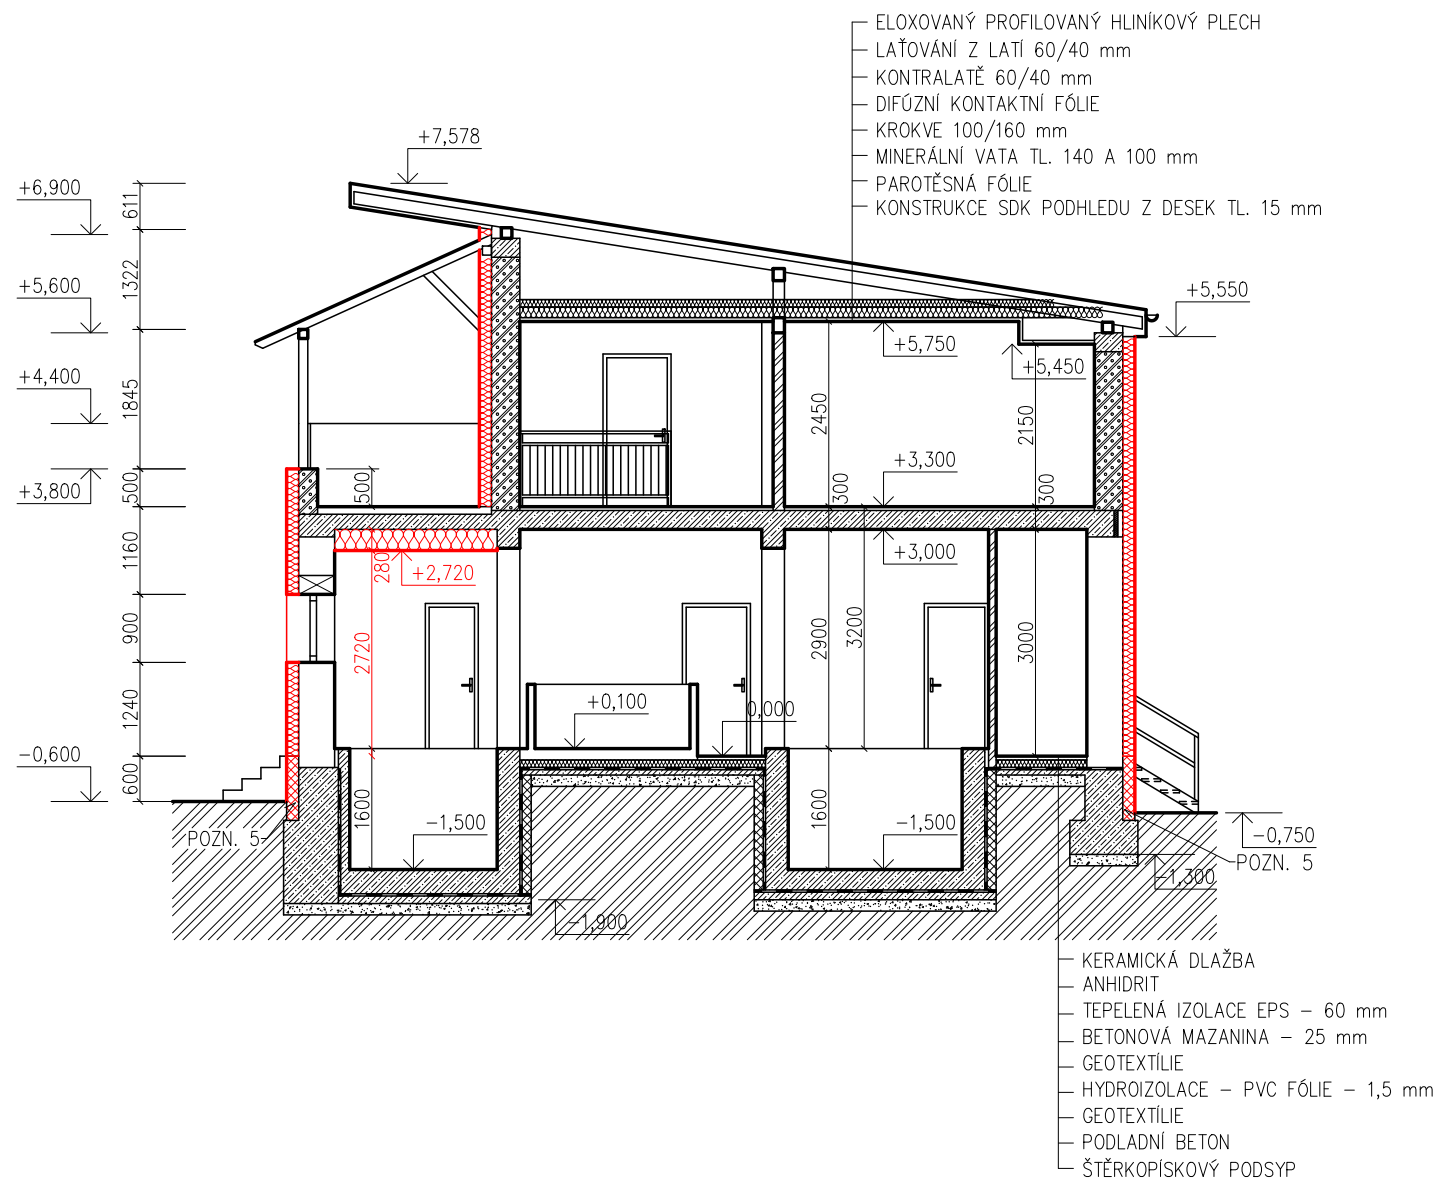 ELOXOVANÝ PROFILOVANÝ HLINÍKOVÝ PLECH
LAŤOVÁNÍ Z LATÍ 60/40 mm
KONTRALATĚ 60/40 mm
DIFÚZNÍ KONTAKTNÍ FÓLIE
KROKVE 100/160 mm
MINERÁLNÍ VATA TL. 140 A 100 mm
PAROTĚSNÁ FÓLIE
KONSTRUKCE SDK PODHLEDU Z DESEK TL. 15 mm
+7,578
+6,900
611
1322
+5,600
+5,550
+5,750
+5,450
+4,400
1845
2450
2150
+3,300
+3,800
500
500
300
300
1160
280
+2,720
+3,000
900
2720
2900
3200
3000
1240
+0,100
0,000
-0,600
600
1600
-1,500
1600
-1,500
POZN. 5
-0,750
POZN. 5
-1,300
-1,900
KERAMICKÁ DLAŽBA
ANHIDRIT
TEPELENÁ IZOLACE EPS - 60 mm
BETONOVÁ MAZANINA - 25 mm
GEOTEXTÍLIE
HYDROIZOLACE - PVC FÓLIE - 1,5 mm
GEOTEXTÍLIE
PODLADNÍ BETON
ŠTĚRKOPÍSKOVÝ PODSYP